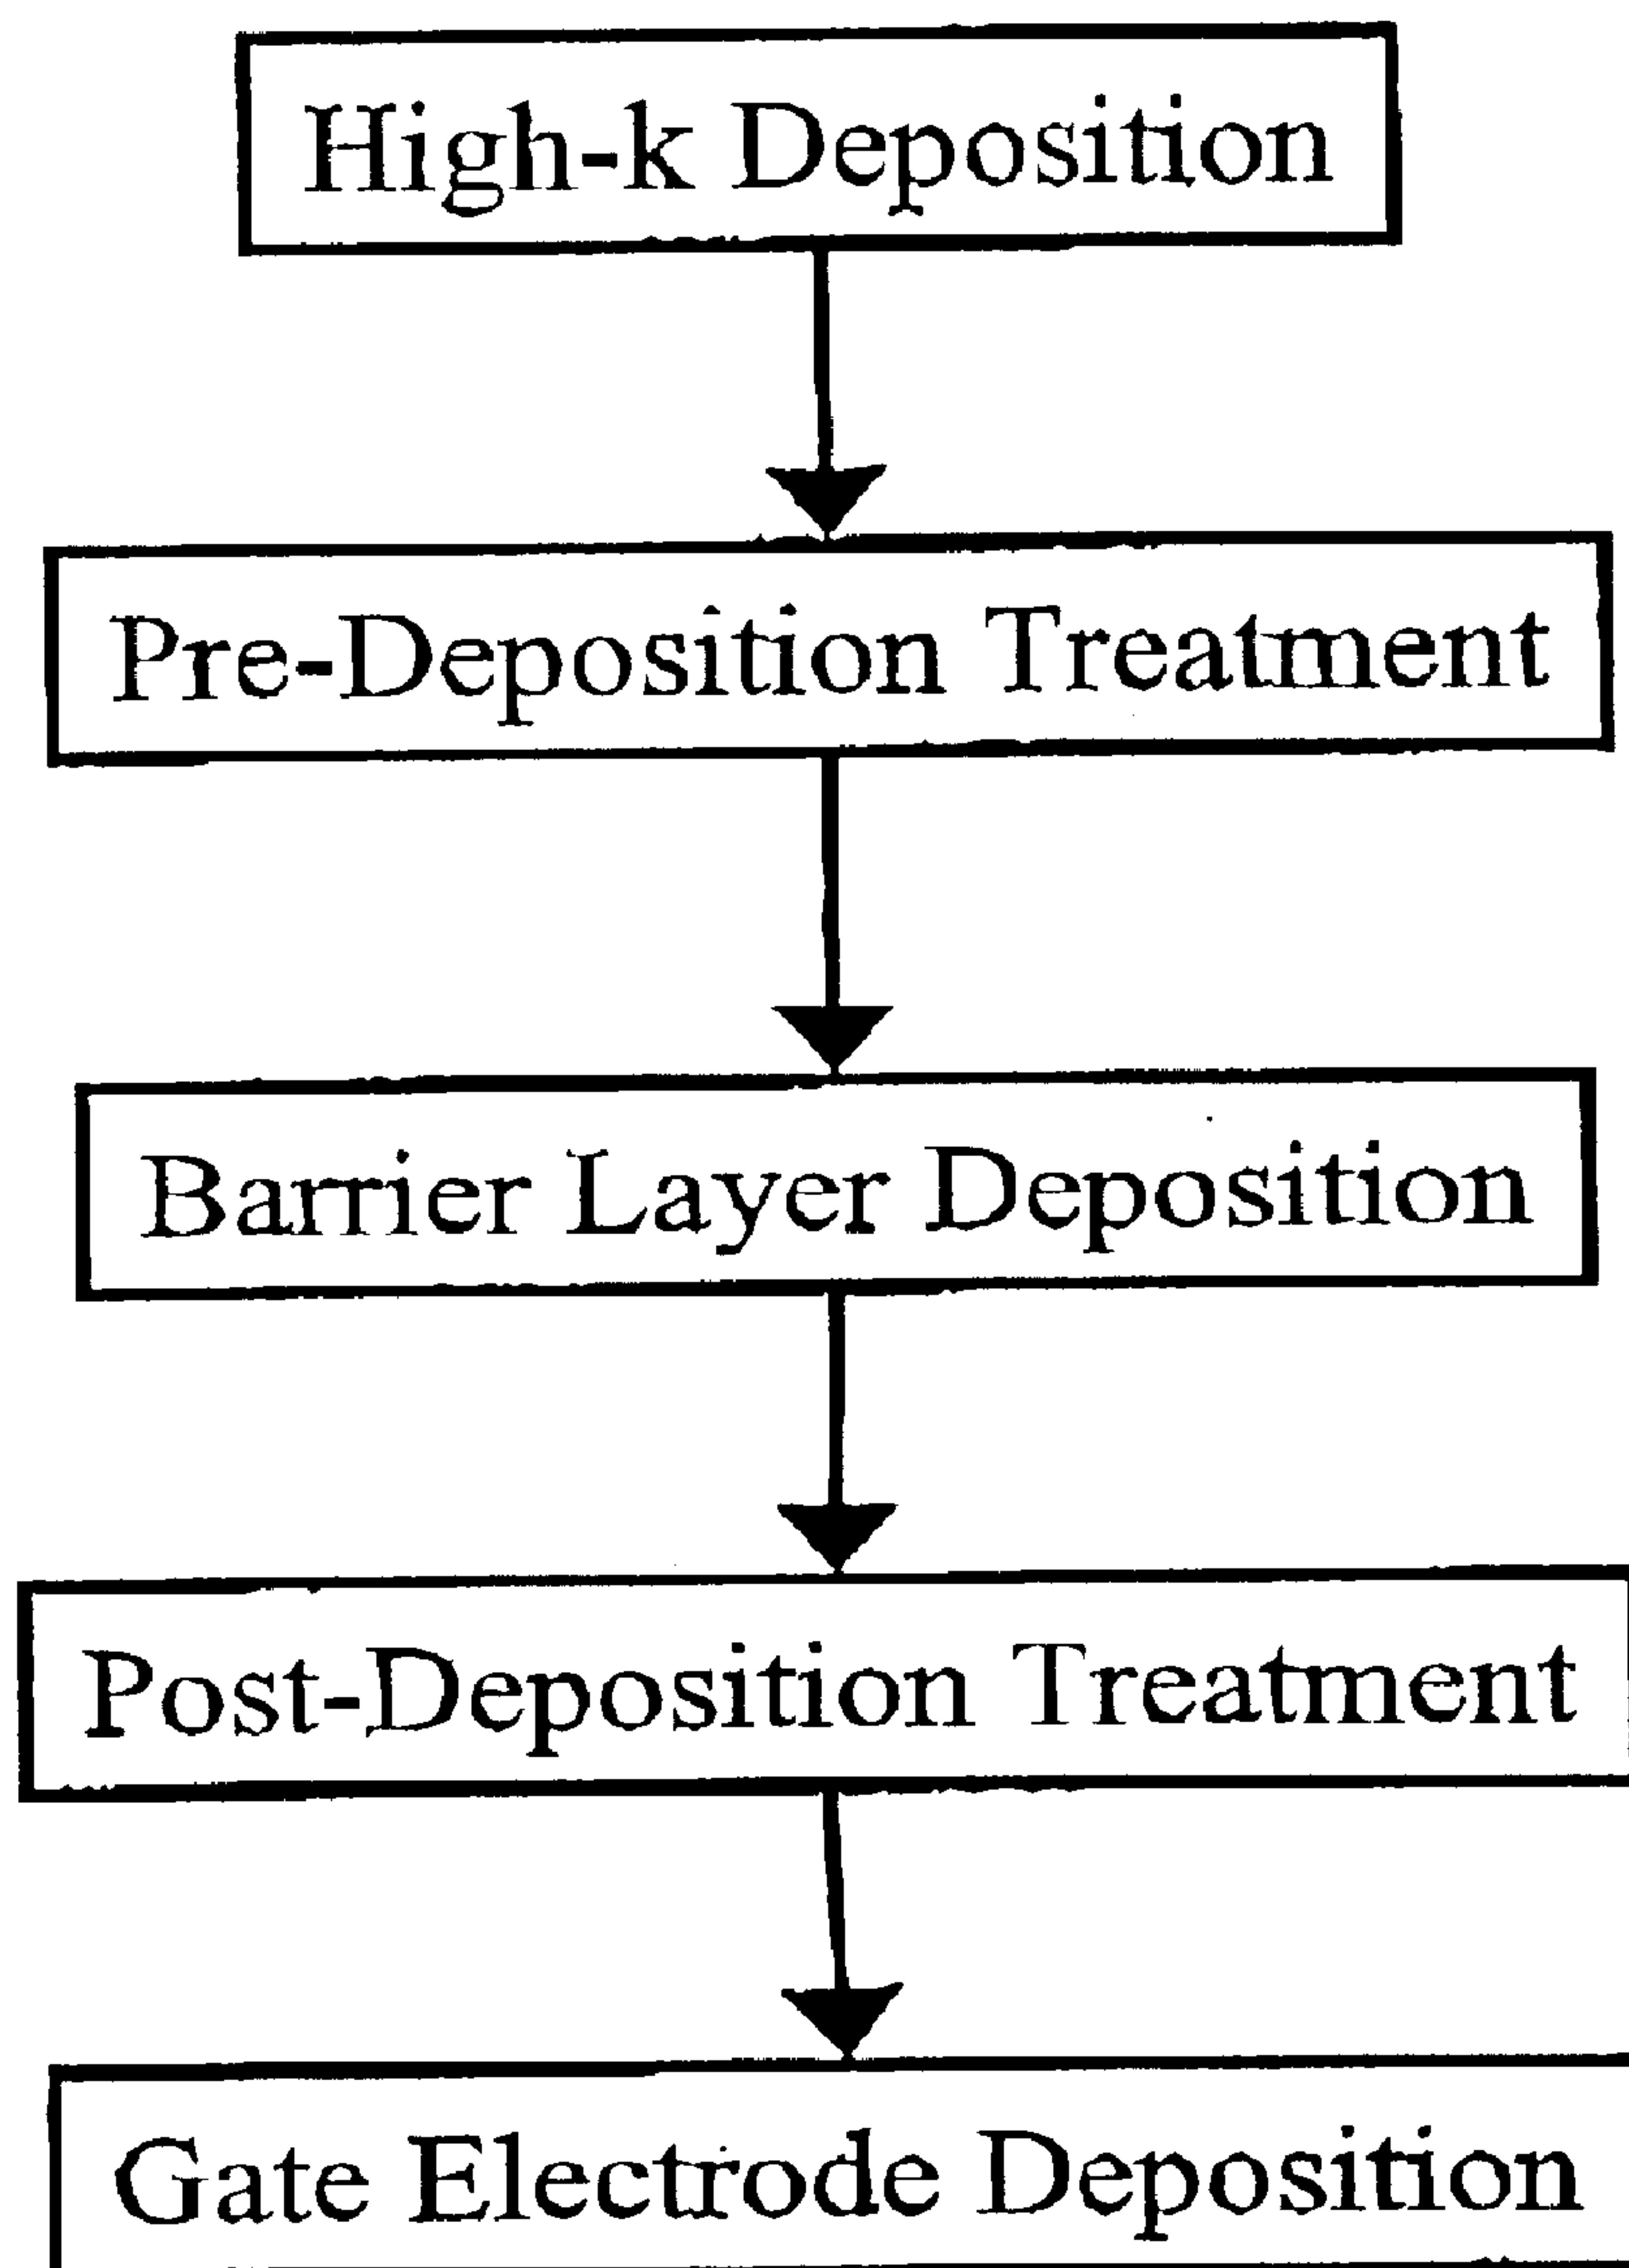 High-k Deposition
Pre-Deposition Treatment
Barrier Layer Deposition
Post-Deposition Treatment
Gate Electrode Deposition